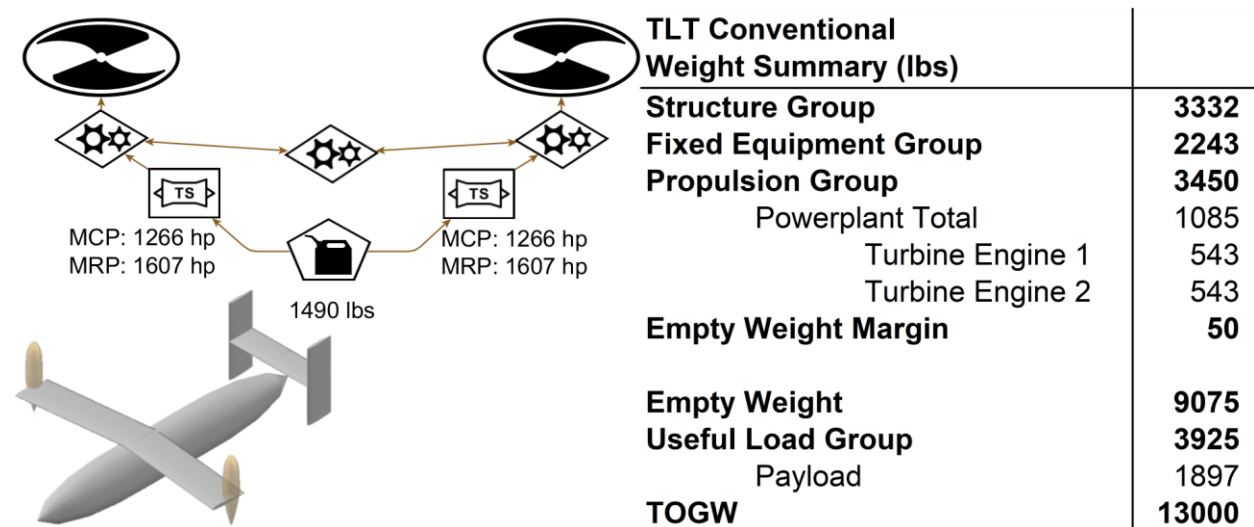 TS
TS
MCP: 1266 hp
MRP: 1607 hp
MCP: 1266 hp
MRP: 1607 hp
1490 lbs
TLT Conventional
Weight Summary (lbs)
Structure Group 3332
Fixed Equipment Group 2243
Propulsion Group 3450
Powerplant Total 1085
Turbine Engine 1 543
Turbine Engine 2 543
Empty Weight Margin 50
Empty Weight 9075
Useful Load Group 3925
Payload 1897
TOGW 13000